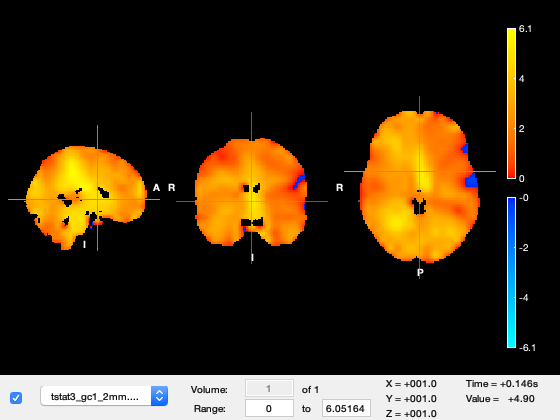 6.1
4
2
0
-0
-2
-4
-6.1
A R
R
I
I
P
tstat3_gc1_2mm....
Volume: 1 of 1
Range: 0 to 6.05164
X = +001.0
Y = +001.0
Z = +001.0
Time = +0.146s
Value = +4.90